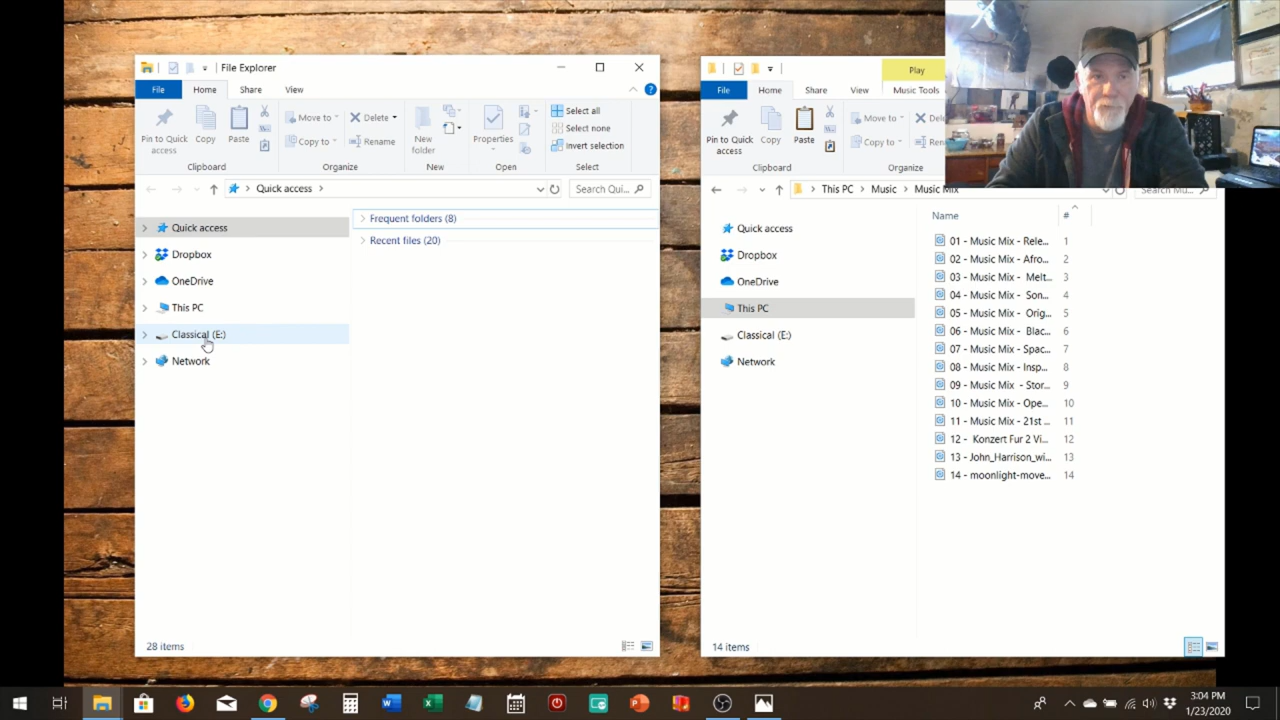 File Explorer
File
Home
Share
View
Pin to Quick access
Copy
Paste
Clipboard
Move to
Copy to
Delete
Rename
Organize
New folder
New
Properties
Open
Select all
Select none
Invert selection
Select
Quick access
Search Qui...
Quick access
Dropbox
OneDrive
This PC
Classical (E:)
Network
Frequent folders (8)
Recent files (20)
28 items
Play
File
Home
Share
View
Music Tools
Pin to Quick access
Copy
Paste
Clipboard
Move to
Copy to
Dele
Ren
Organize
This PC
Music
Music Mix
Search Mu...
Quick access
Dropbox
OneDrive
This PC
Classical (E:)
Network
Name #
01 - Music Mix - Rele... 1
02 - Music Mix - Afro... 2
03 - Music Mix - Melt... 3
04 - Music Mix - Son... 4
05 - Music Mix - Orig... 5
06 - Music Mix - Blac... 6
07 - Music Mix - Spac... 7
08 - Music Mix - Insp... 8
09 - Music Mix - Stor... 9
10 - Music Mix - Ope... 10
11 - Music Mix - 21st ... 11
12 - Konzert Fur 2 Vi... 12
13 - John_Harrison_wi... 13
14 - moonlight-move... 14
14 items
3:04 PM
1/23/2020